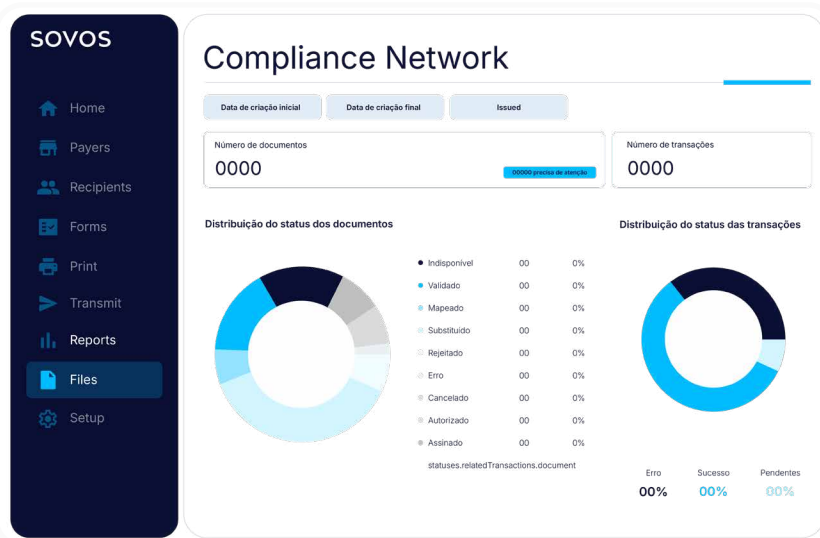 SOVOS
Home
Payers
Recipients
Forms
Print
Transmit
Reports
Files
Setup
Compliance Network
Data de criação inicial
Data de criação final
Issued
Número de documentos
0000
00000 precisa de atenção
Número de transações
0000
Distribuição do status dos documentos
Indisponível 00 0%
Validado 00 0%
Mapeado 00 0%
Substituído 00 0%
Rejeitado 00 0%
Erro 00 0%
Cancelado 00 0%
Autorizado 00 0%
Assinado 00 0%
statuses.relatedTransactions.document
Distribuição do status das transações
Erro Sucesso Pendentes
00% 00% 00%